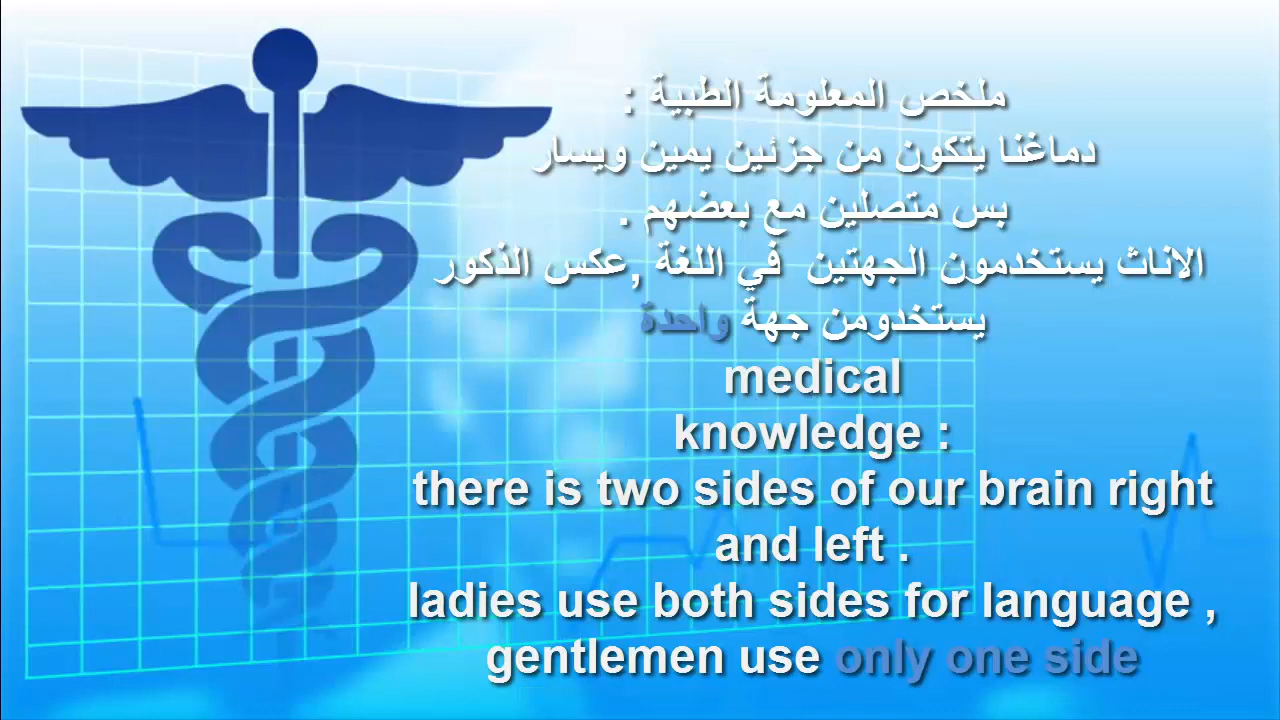 ملخص المعلومة الطبية :
دماغنا يتكون من جزئين يمين ويسار
بس متصلين مع بعضهم .
الاناث يستخدمون الجهتين في اللغة ,عكس الذكور
يستخدومن جهة واحدة
medical
knowledge :
there is two sides of our brain right
and left .
ladies use both sides for language ,
gentlemen use only one side